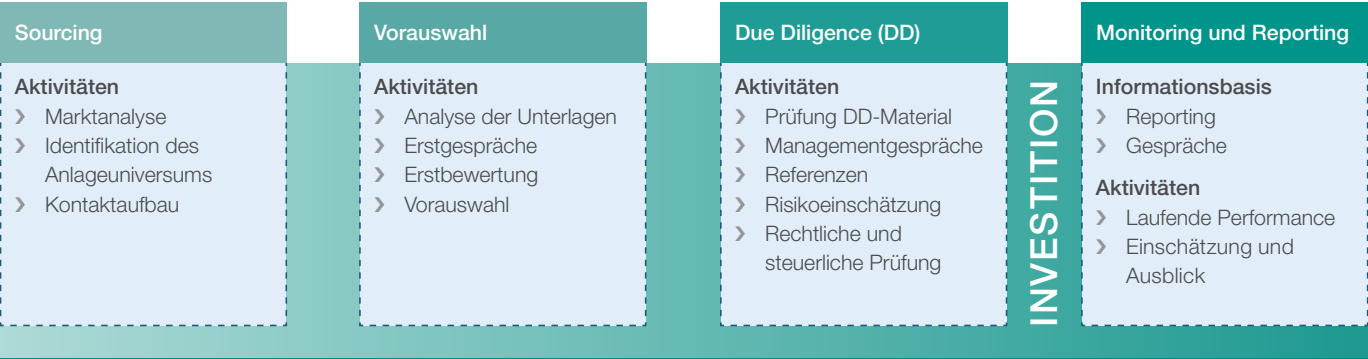 Sourcing
Aktivitäten
› Marktanalyse
› Identifikation des
Anlageuniversums
› Kontaktaufbau
Vorauswahl
Aktivitäten
› Analyse der Unterlagen
› Erstgespräche
› Erstbewertung
› Vorauswahl
Due Diligence (DD)
Aktivitäten
› Prüfung DD-Material
› Managementgespräche
› Referenzen
› Risikoeinschätzung
› Rechtliche und
steuerliche Prüfung
INVESTITION
Monitoring und Reporting
Informationsbasis
› Reporting
› Gespräche
Aktivitäten
› Laufende Performance
› Einschätzung und
Ausblick